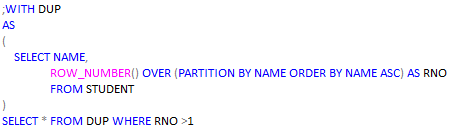 ;WITH DUP
AS
(
SELECT NAME,
ROW_NUMBER() OVER (PARTITION BY NAME ORDER BY NAME ASC) AS RNO
FROM STUDENT
)
SELECT * FROM DUP WHERE RNO >1